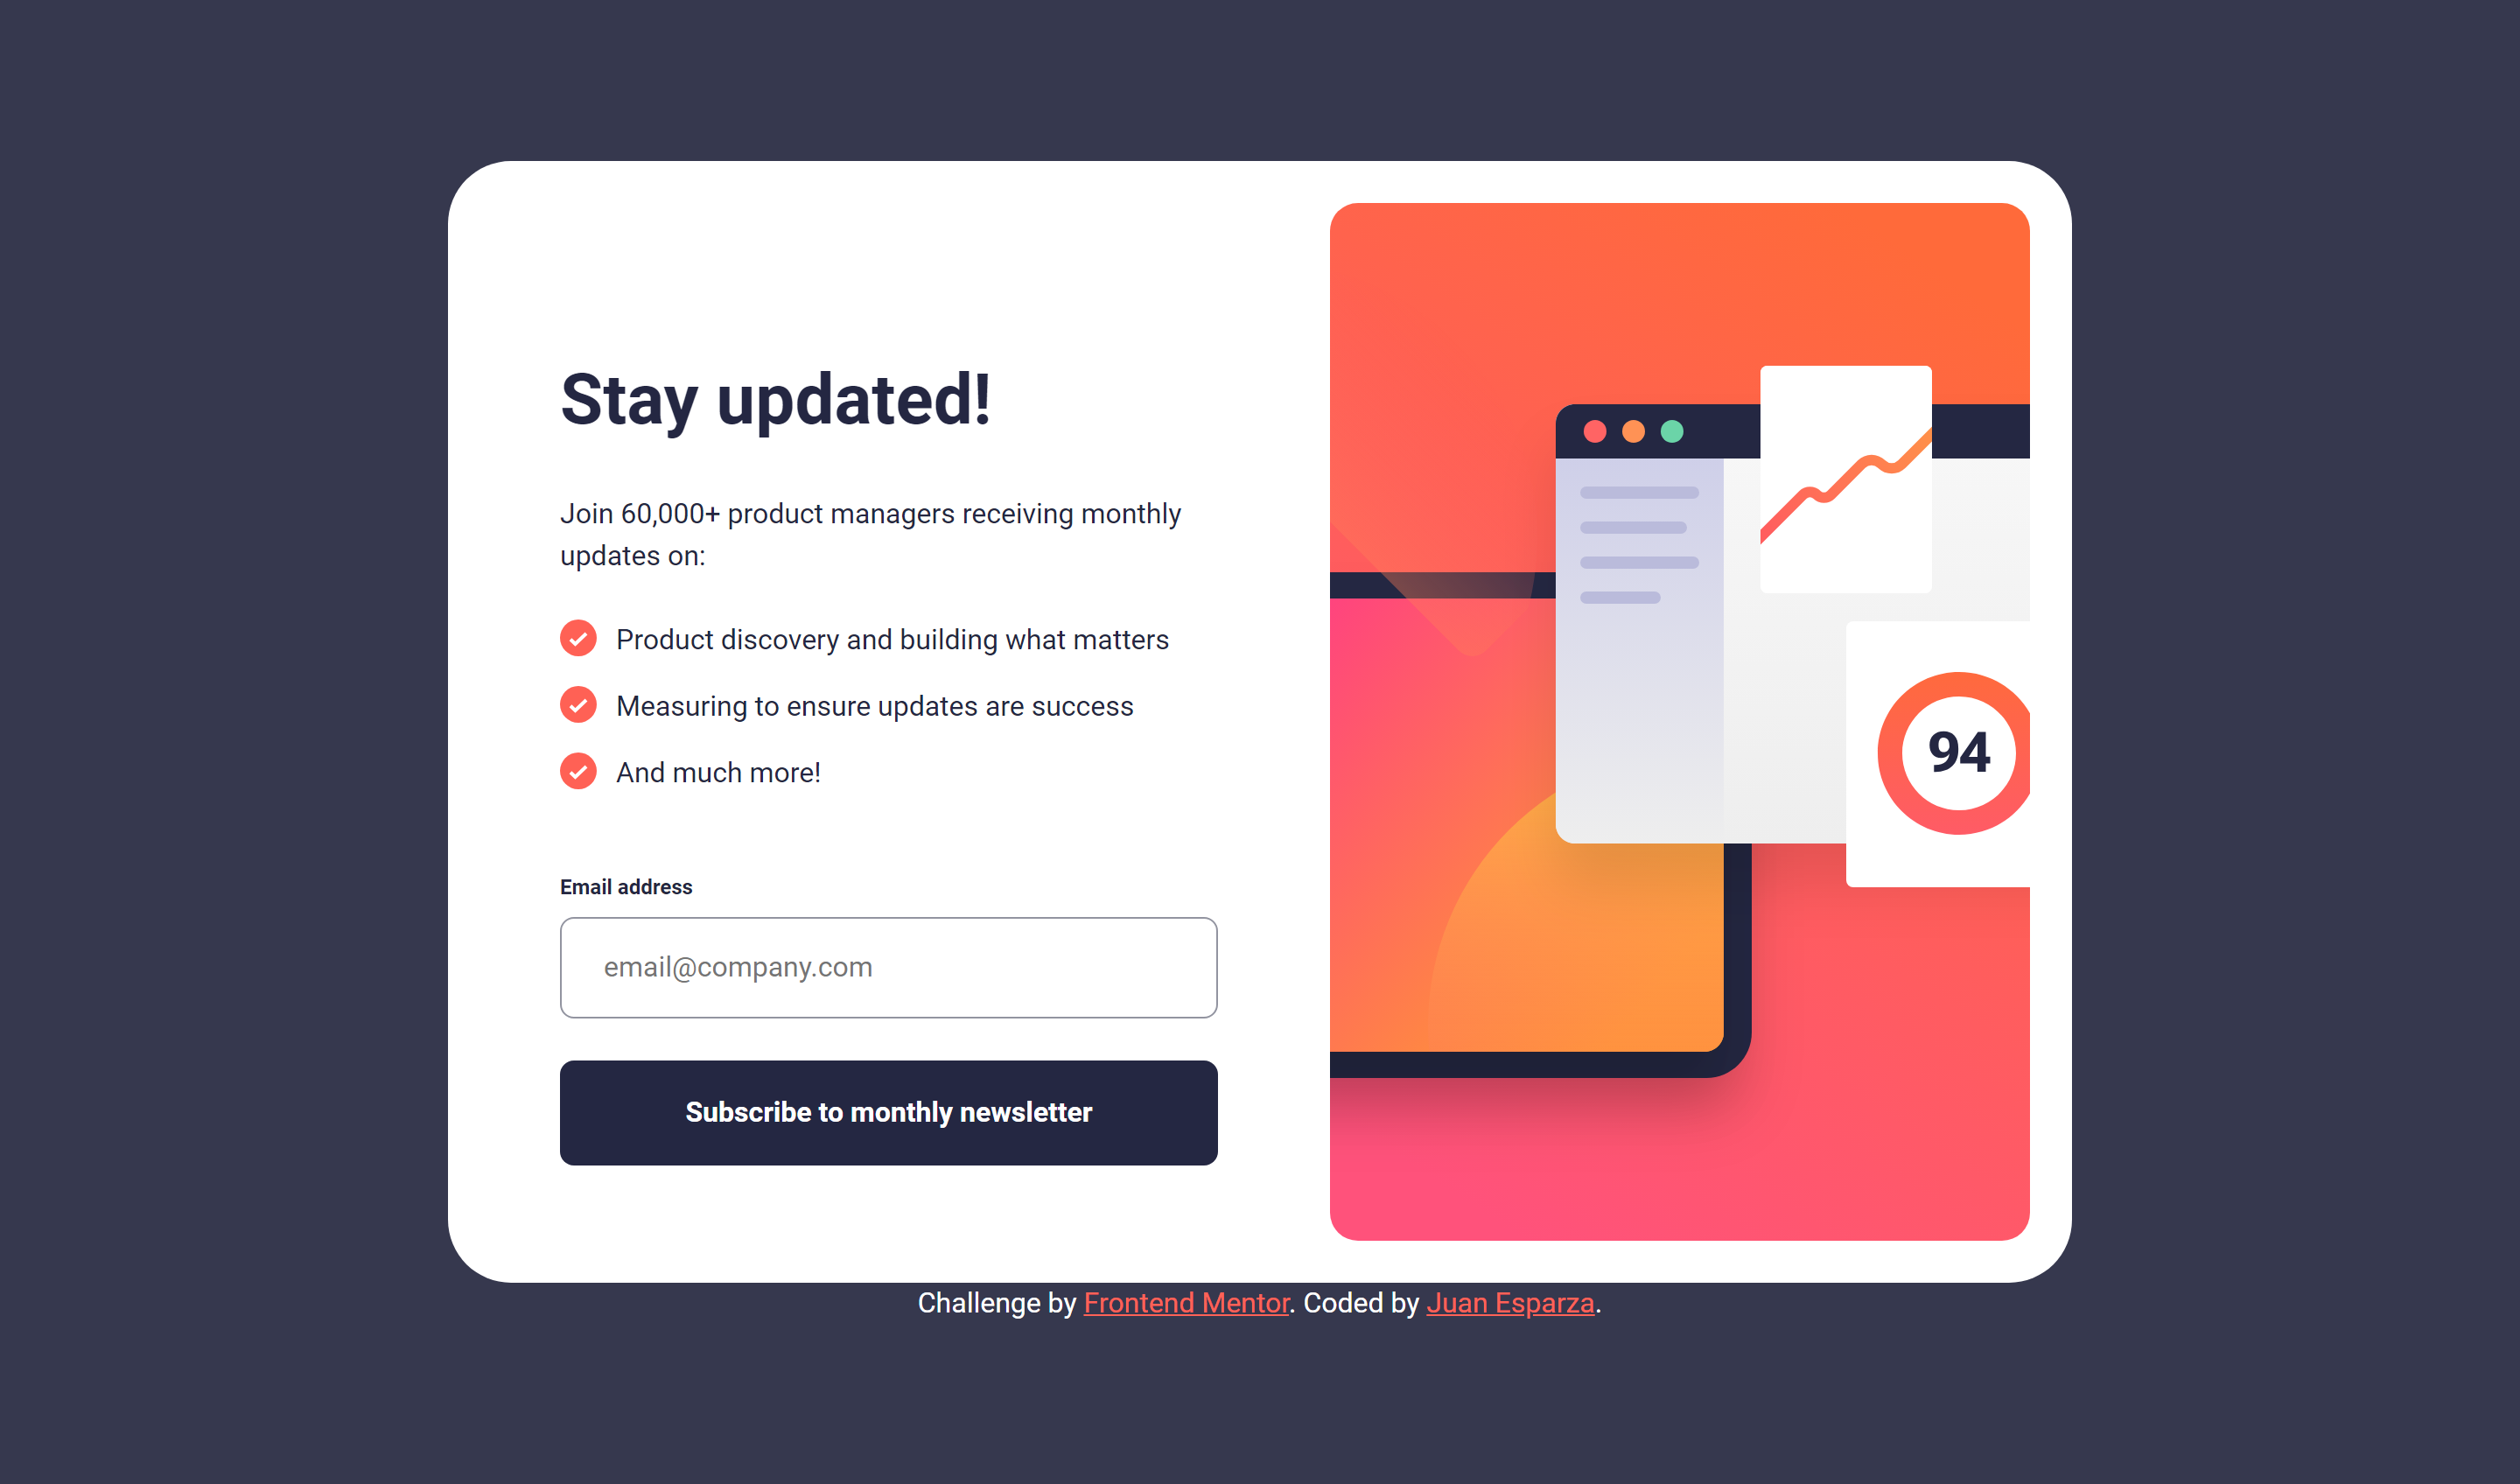 Stay updated!
Join 60,000+ product managers receiving monthly
updates on:
Product discovery and building what matters
Measuring to ensure updates are success
And much more!
Email address
email@company.com
Subscribe to monthly newsletter
94
Challenge by Frontend Mentor. Coded by Juan Esparza.